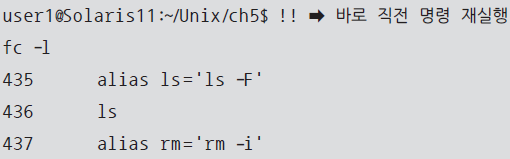 user1@Solaris11:~/Unix/ch5$ !! ➡ 바로 직전 명령 재실행
fc -l
435 alias ls='ls -F'
436 ls
437 alias rm='rm -i'